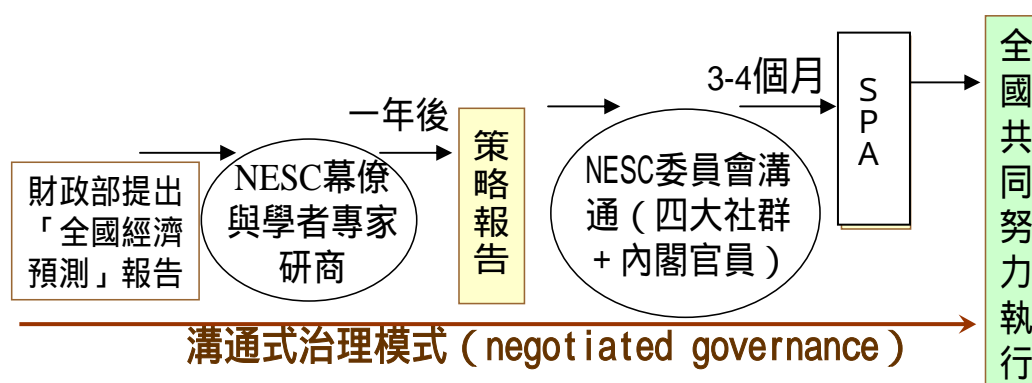 財政部提出
「全國經濟
預測」報告
NESC幕僚
與學者專家
研商
一年後
策
略
報
告
NESC委員會溝
通(四大社群
+內閣官員)
3-4個月
S
P
A
全
國
共
同
努
力
執
行
溝通式治理模式(negotiated governance)